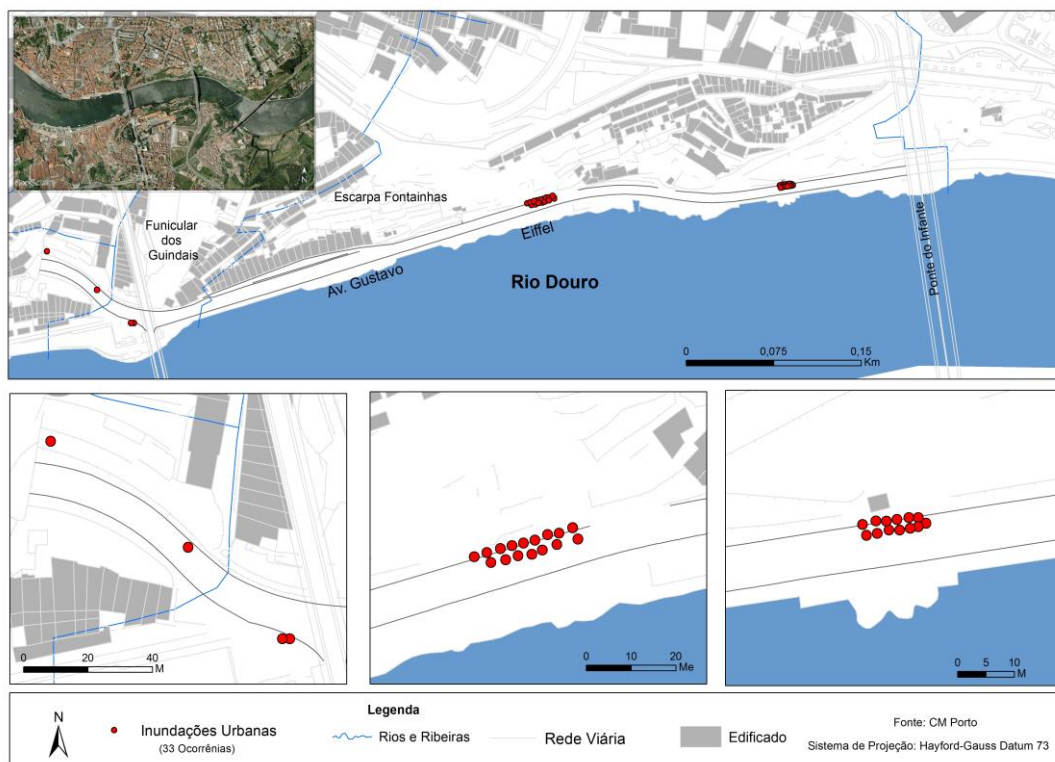 Escarpa Fontainhas
Funicular
dos
Guindais
Av. Gustavo
Eiffel
Rio Douro
Ponte do Infante
0 0,075 0,15
Km
0 20 40
M
0 10 20
Me
0 5 10
M
N
Legenda
Inundações Urbanas
(33 Ocorrênias)
Rios e Ribeiras
Rede Viária
Edificado
Fonte: CM Porto
Sistema de Projeção: Hayford-Gauss Datum 73